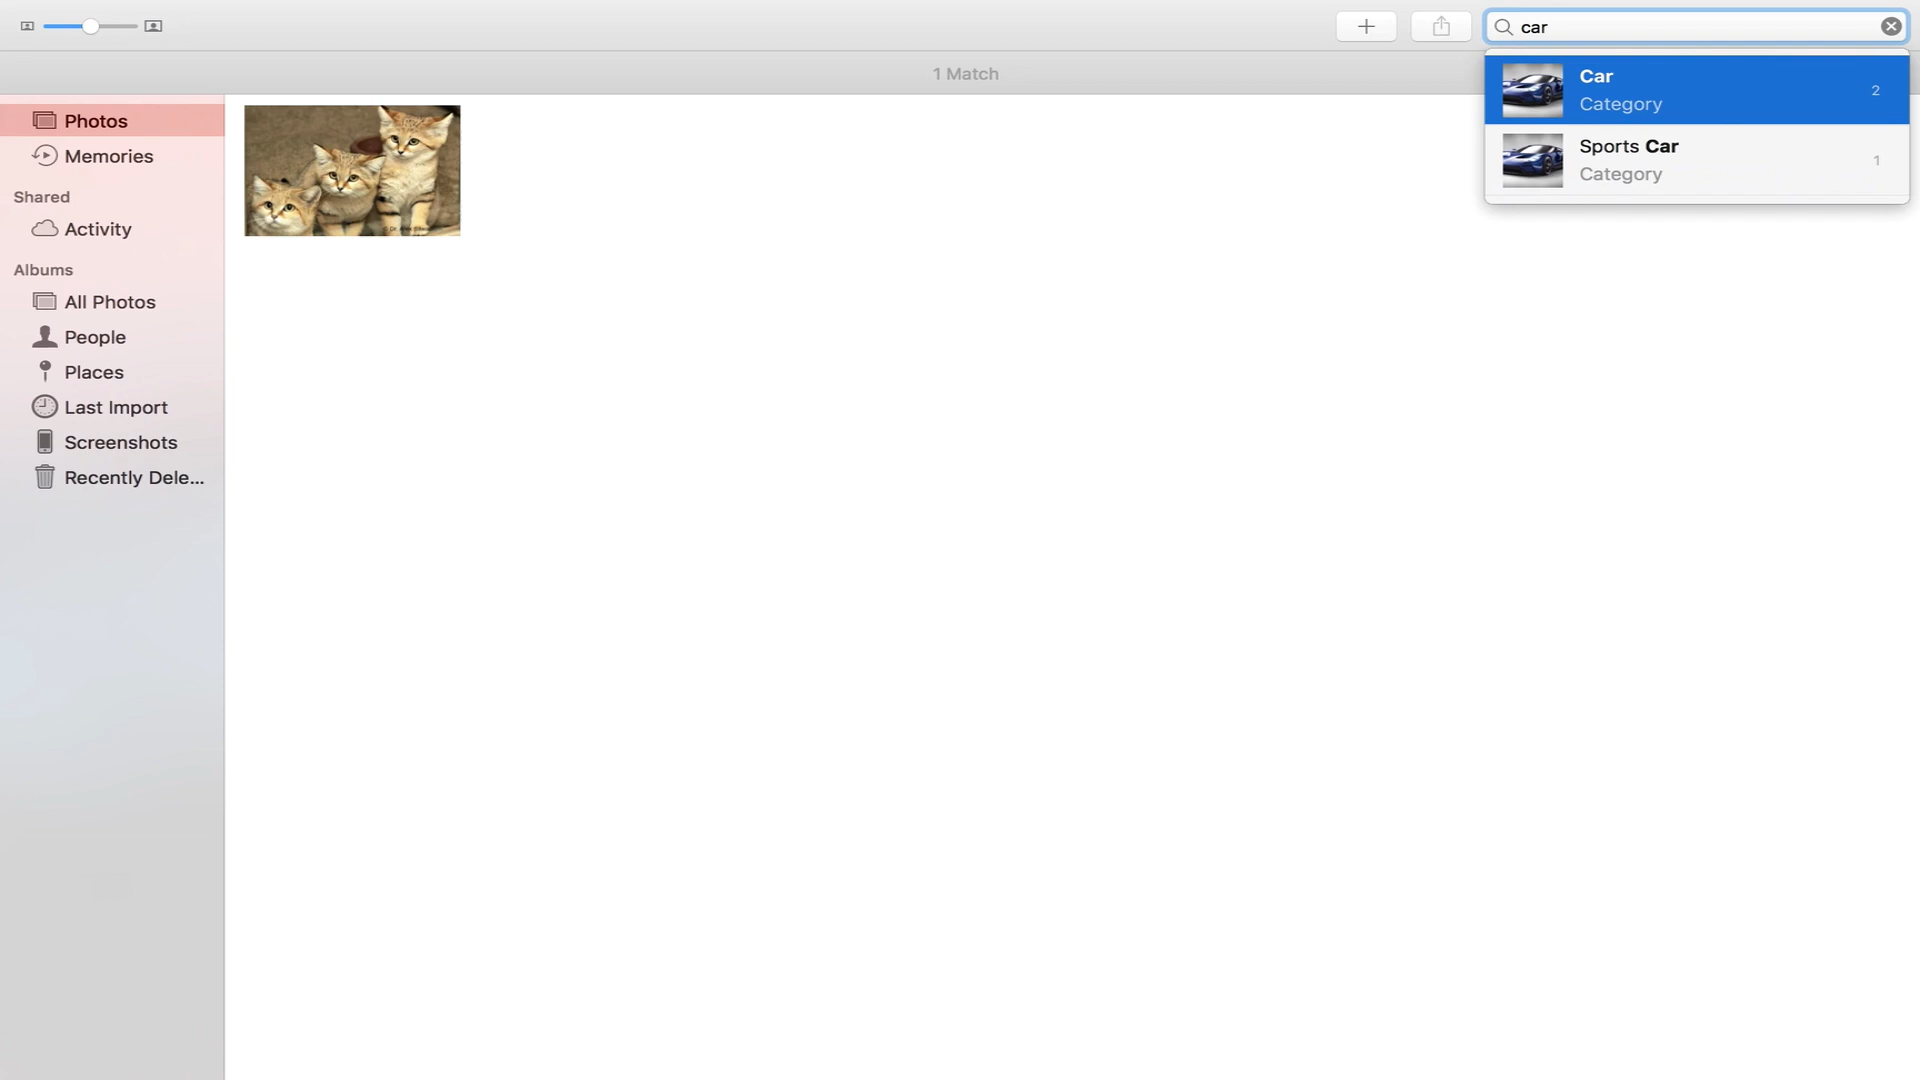 car
1 Match
Car
Category
2
Sports Car
Category
1
Photos
Memories
Shared
Activity
Albums
All Photos
People
Places
Last Import
Screenshots
Recently Dele...